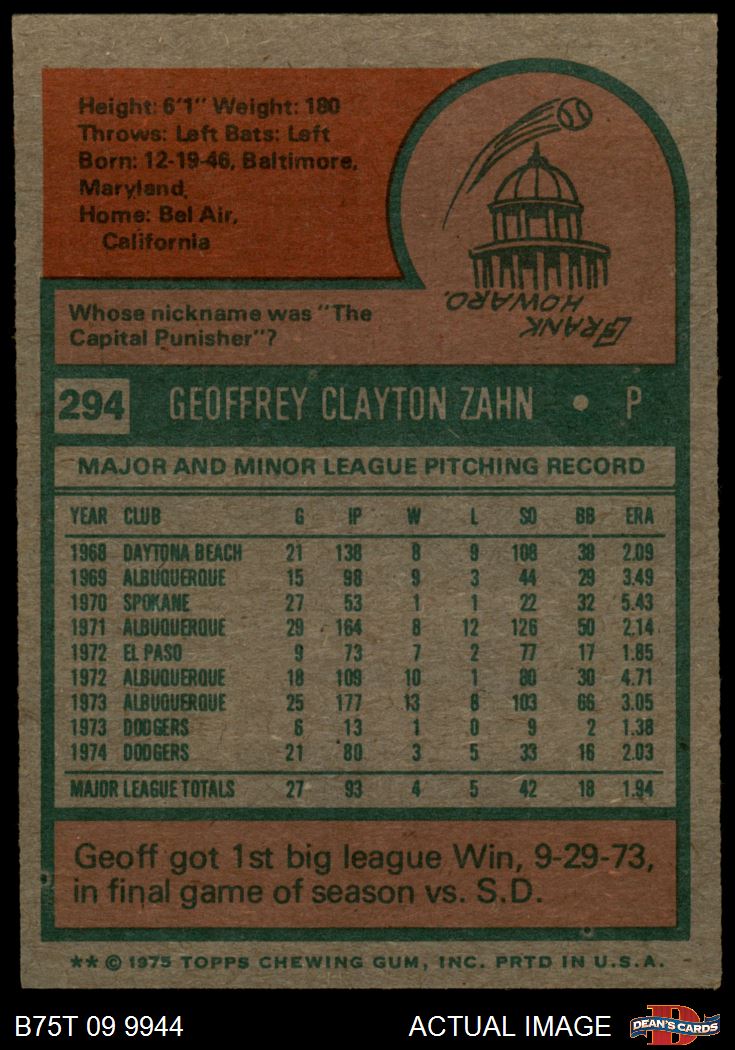 Height: 6'1" Weight: 180
Throws: Left Bats: Left
Born: 12-19-46, Baltimore,
Maryland
Home: Bel Air,
California
FRANK
HOWARD.
Whose nickname was "The
Capital Punisher"?
294 GEOFFREY CLAYTON ZAHN • P
MAJOR AND MINOR LEAGUE PITCHING RECORD
YEAR CLUB G IP W L SO BB ERA
1968 DAYTONA BEACH 21 138 8 9 108 38 2.09
1969 ALBUQUERQUE 15 98 9 3 44 29 3.49
1970 SPOKANE 27 53 1 1 22 32 5.43
1971 ALBUQUERQUE 29 164 8 12 126 50 2.14
1972 EL PASO 9 73 7 2 77 17 1.85
1972 ALBUQUERQUE 18 109 10 1 80 30 4.71
1973 ALBUQUERQUE 25 177 13 8 103 66 3.05
1973 DODGERS 6 13 1 0 9 2 1.38
1974 DODGERS 21 80 3 5 33 16 2.03
MAJOR LEAGUE TOTALS 27 93 4 5 42 18 1.94
Geoff got 1st big league Win, 9-29-73,
in final game of season vs. S.D.
** © 1975 TOPPS CHEWING GUM, INC. PRTD IN U.S.A.
B75T 09 9944 ACTUAL IMAGE DEAN'S CARDS